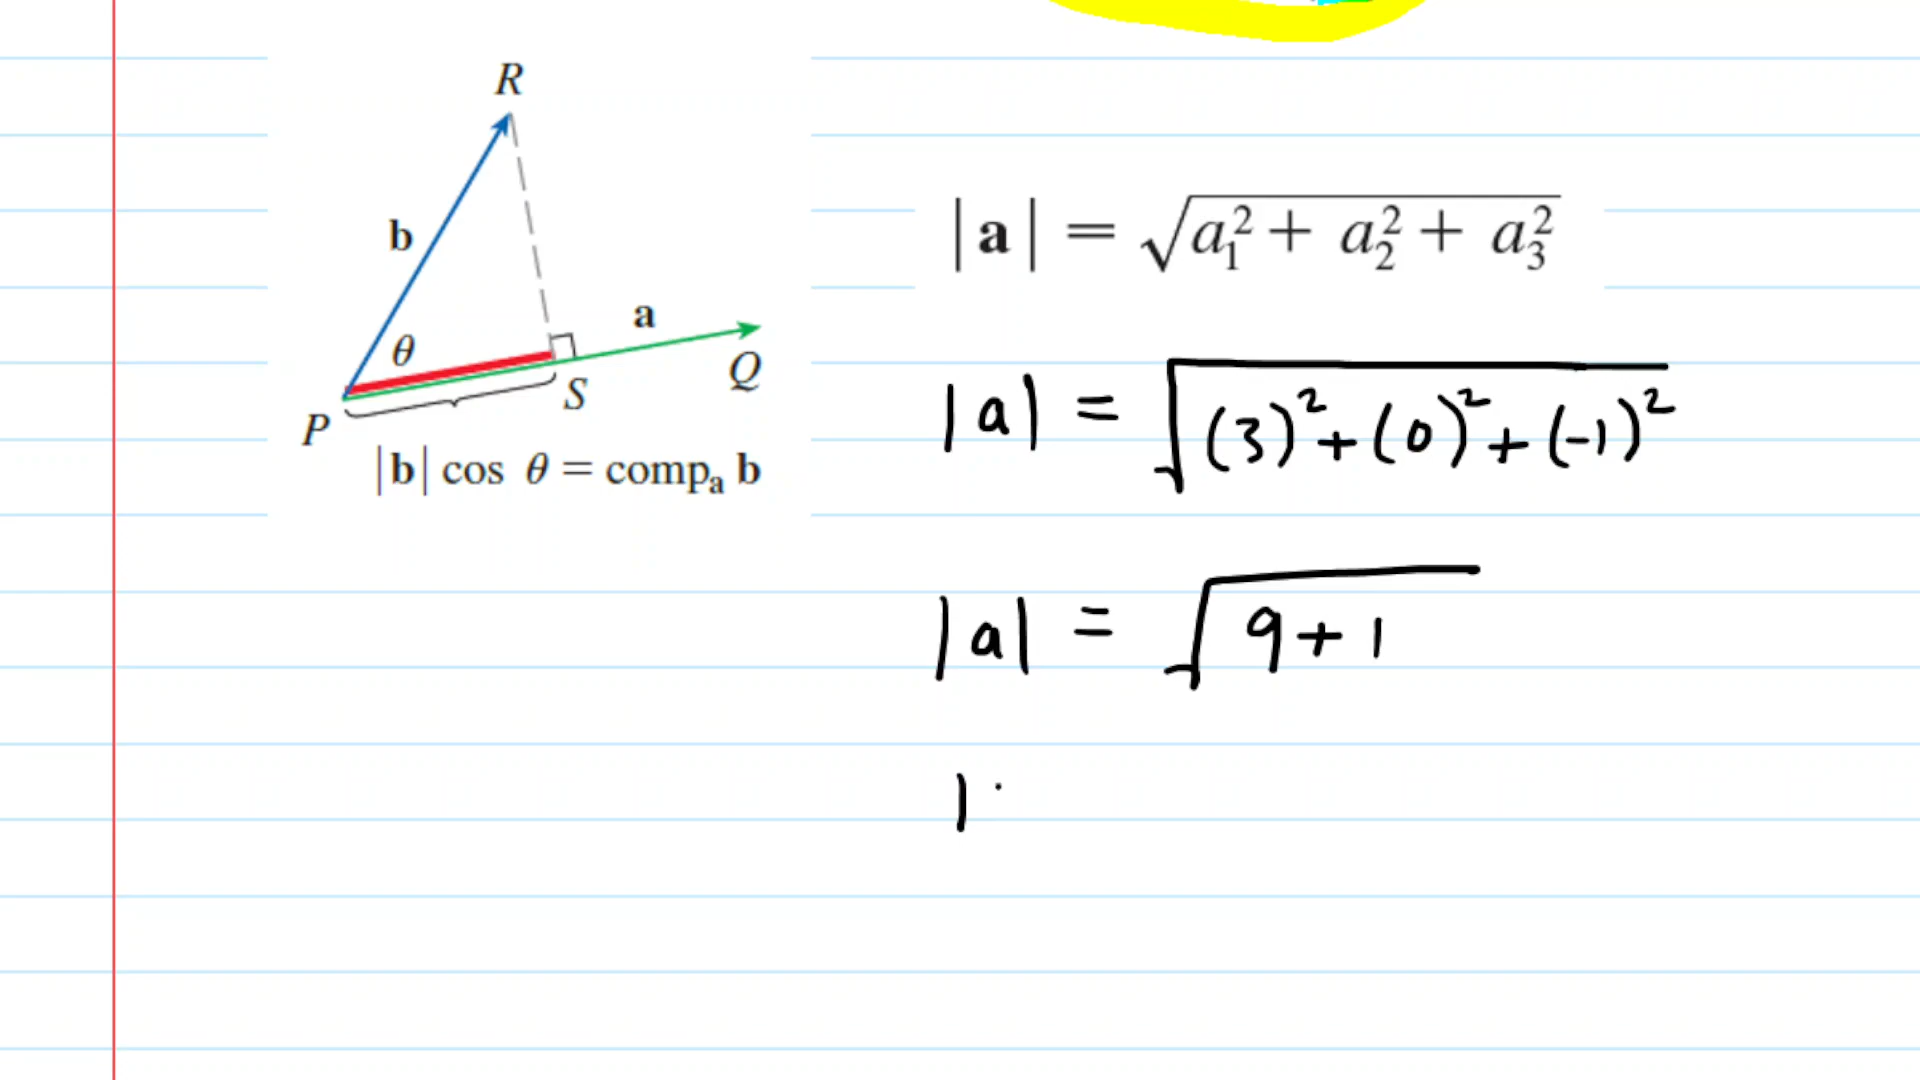 R
b
θ
a
S
Q
P
|b| cos θ = compₐ b
|a| = √(a₁² + a₂² + a₃²)
|a| = √((3)² + (0)² + (-1)²)
|a| = √(9 + 1)
|